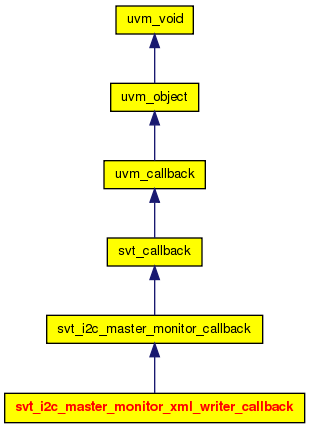 uvm_void
uvm_object
uvm_callback
svt_callback
svt_i2c_master_monitor_callback
svt_i2c_master_monitor_xml_writer_callback